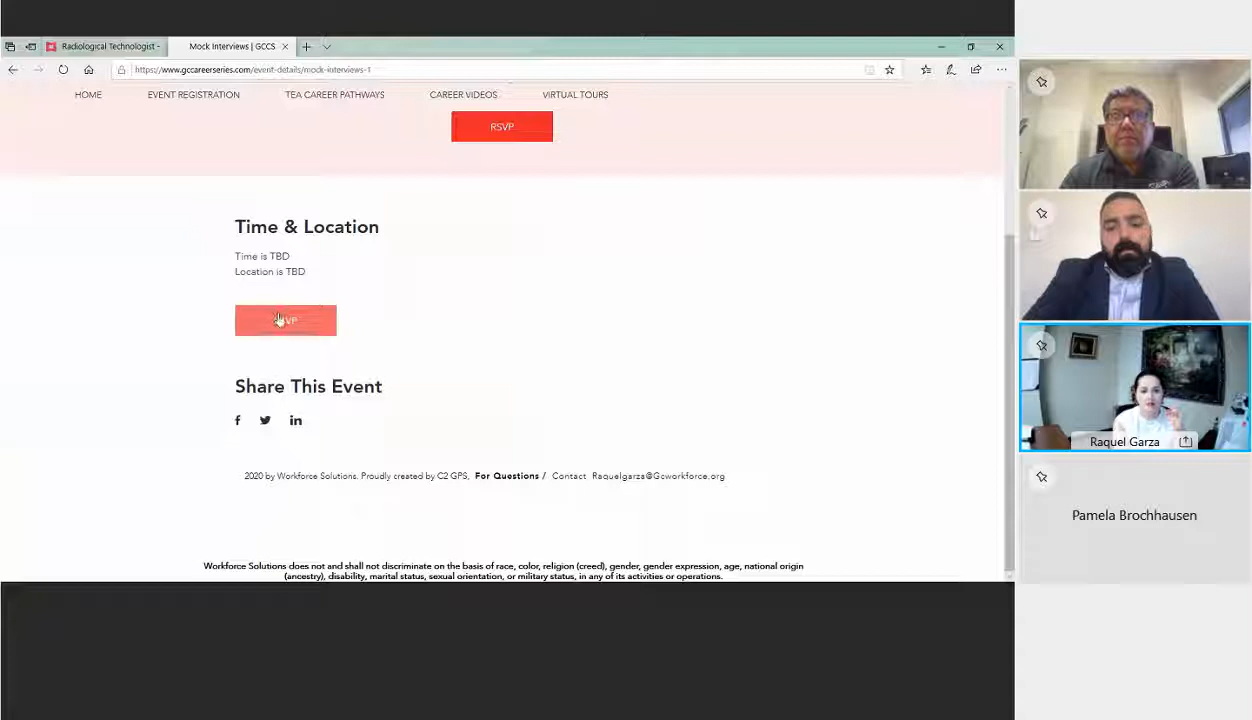 Radiological Technologist -
Mock Interviews | GCCS
https://www.gccareerseries.com/event-details/mock-interviews-1
HOME EVENT REGISTRATION TEA CAREER PATHWAYS CAREER VIDEOS VIRTUAL TOURS
RSVP
Time & Location
Time is TBD
Location is TBD
Share This Event
2020 by Workforce Solutions. Proudly created by C2 GPS, For Questions / Contact Raquelgarza@Gcworkforce.org
Workforce Solutions does not and shall not discriminate on the basis of race, color, religion (creed), gender, gender expression, age, national origin
(ancestry), disability, marital status, sexual orientation, or military status, in any of its activities or operations.
Raquel Garza
Pamela Brochhausen